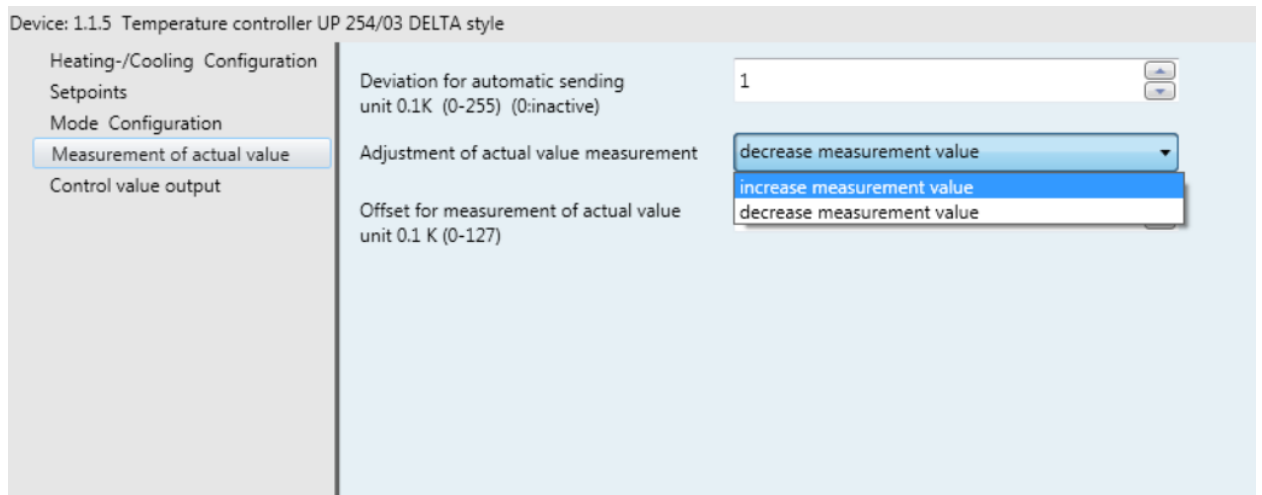 Device: 1.1.5 Temperature controller UP 254/03 DELTA style
Heating-/Cooling Configuration
Setpoints
Mode Configuration
Measurement of actual value
Control value output
Deviation for automatic sending
unit 0.1K (0-255) (0:inactive)
1
Adjustment of actual value measurement
decrease measurement value
increase measurement value
decrease measurement value
Offset for measurement of actual value
unit 0.1 K (0-127)